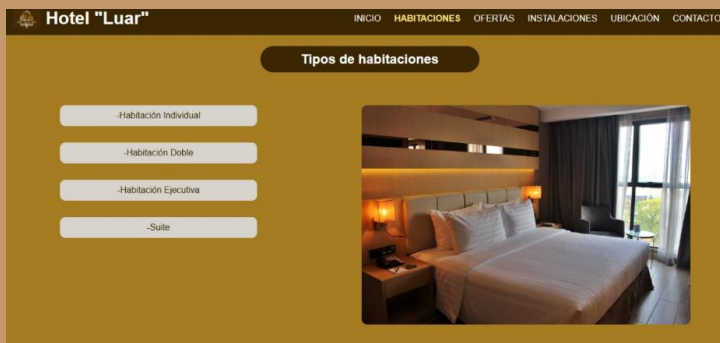 Hotel "Luar"
INICIO HABITACIONES OFERTAS INSTALACIONES UBICACIÓN CONTACTO
Tipos de habitaciones
-Habitación Individual
-Habitación Doble
-Habitación Ejecutiva
-Suite